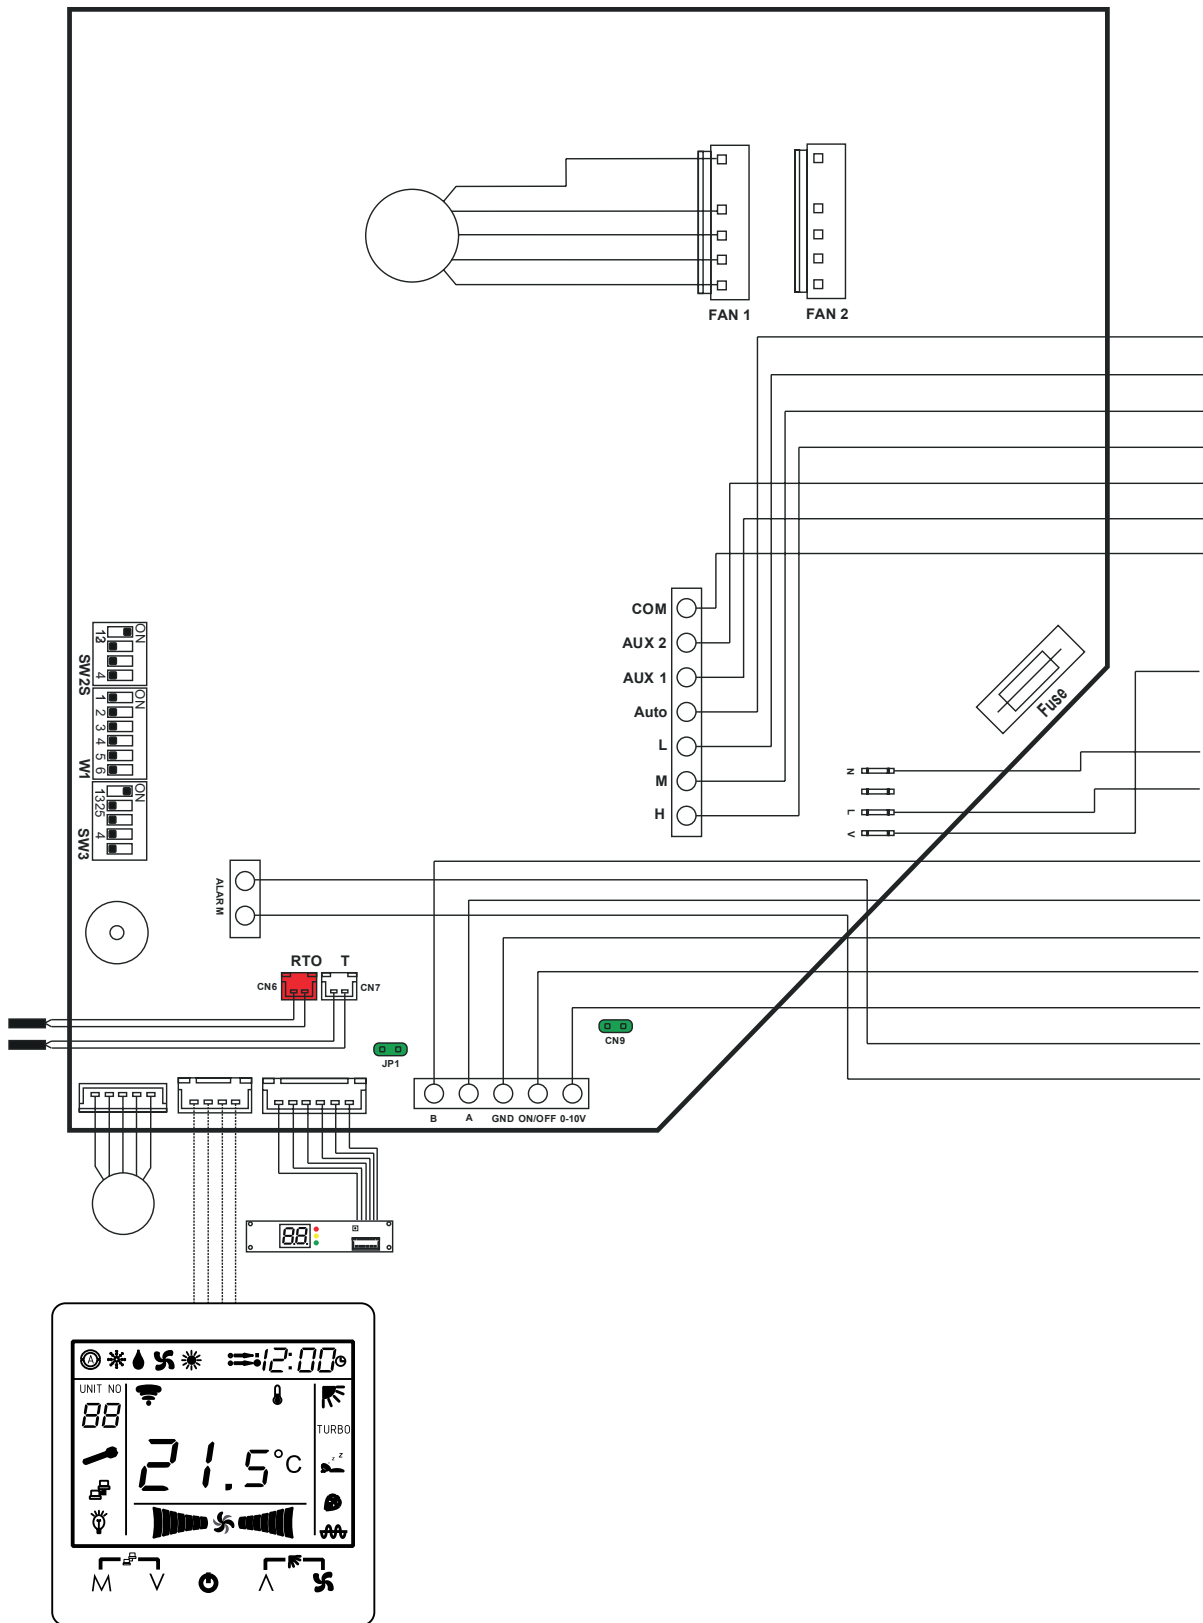 FAN 1
FAN 2
COM
AUX 2
AUX 1
Auto
L
M
H
Fuse
N
L
V
ON
13
4
SW2S
ON
1
2
3
4
5
6
W1
ON
1325
4
SW3
ALARM
RTO T
CN6
CN7
JP1
CN9
B A GND ON/OFF 0-10V
88
A
12:00
UNIT NO
88
TURBO
21.5°C
z z z
M